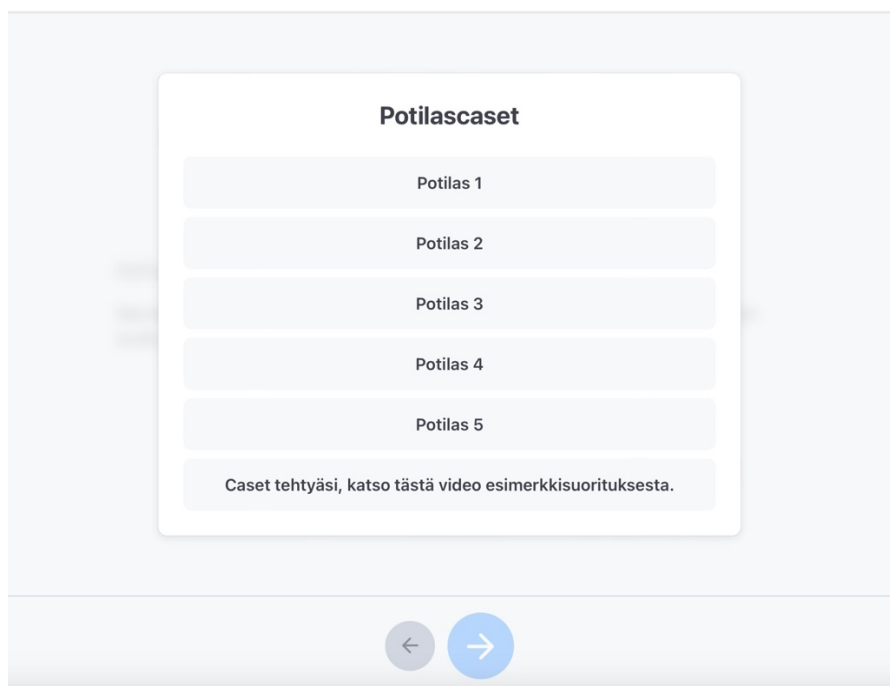 Potilascaset
Potilas 1
Potilas 2
Potilas 3
Potilas 4
Potilas 5
Caset tehtyäsi, katso tästä video esimerkkisuorituksesta.